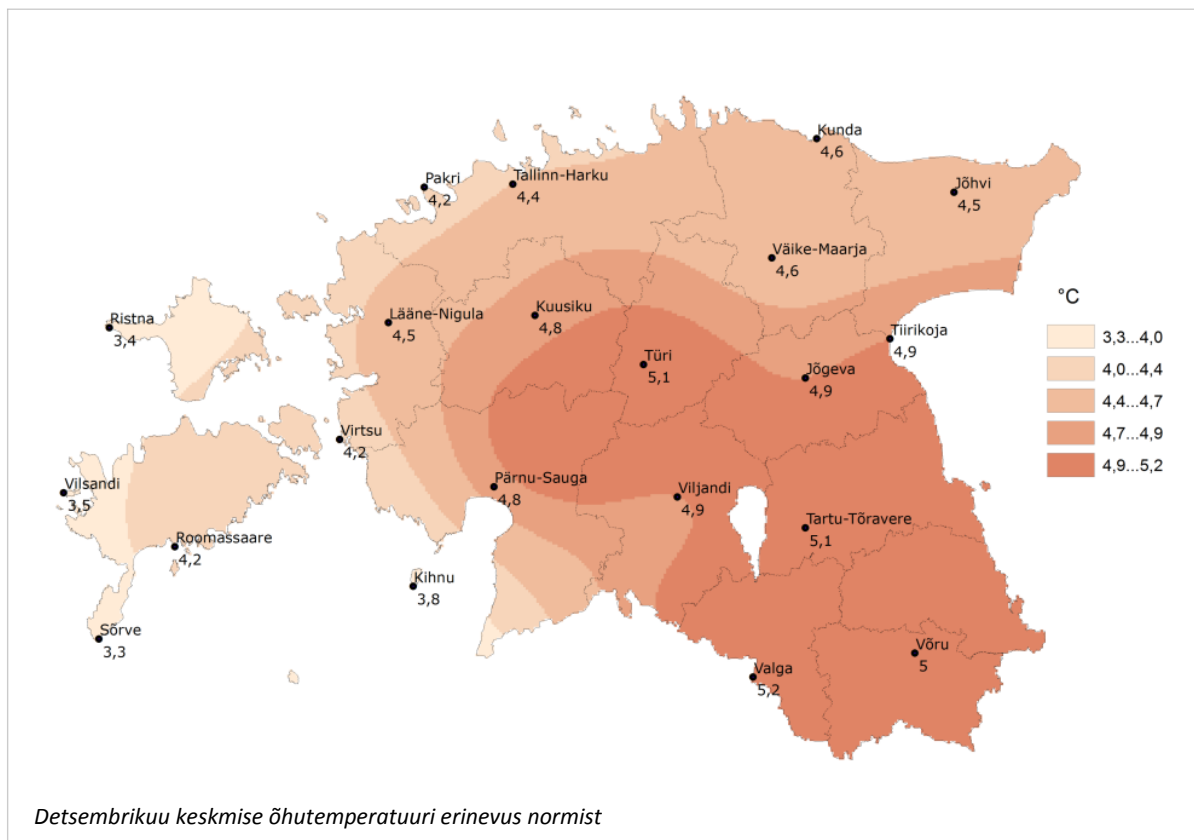 Kunda
4,6
Pakri
4,2
Tallinn-Harku
4,4
Jõhvi
4,5
Väike-Maarja
4,6
Ristna
3,4
Lääne-Nigula
4,5
Kuusiku
4,8
Tiirikoja
4,9
Türi
5,1
Jõgeva
4,9
Virtsu
4,2
Vilsandi
3,5
Pärnu-Sauga
4,8
Viljandi
4,9
Tartu-Tõravere
5,1
Roomassaare
4,2
Kihnu
3,8
Sõrve
3,3
Valga
5,2
Võru
5
°C
3.3...4,0
4,0...4,4
4,4...4,7
4,7...4,9
4,9...5,2
Detsembrikuu keskmise õhutemperatuuri erinevus normist